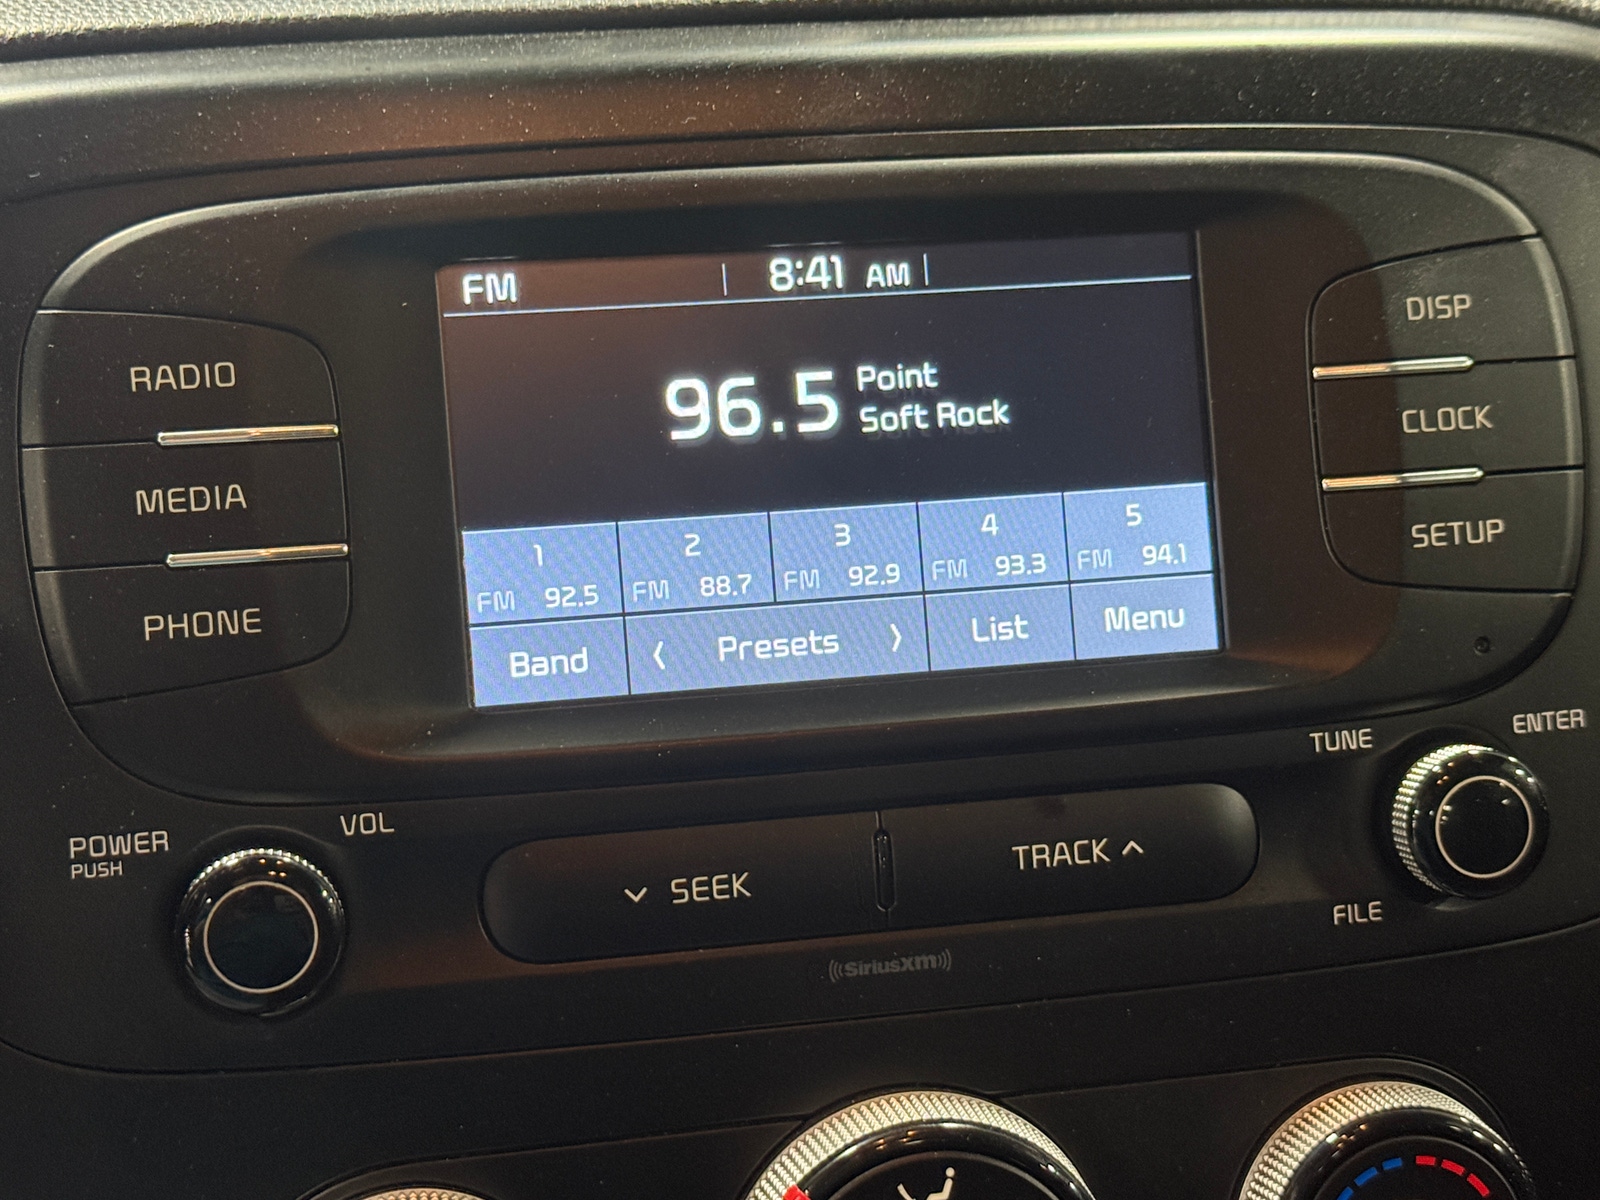 FM 8:41 AM
96.5 Point
Soft Rock
1 2 3 4 5
FM 92.5 FM 88.7 FM 92.9 FM 93.3 FM 94.1
Band ‹ Presets › List Menu
RADIO
MEDIA
PHONE
DISP
CLOCK
SETUP
POWER
PUSH
VOL
SEEK
TRACK
TUNE
ENTER
FILE
SiriusXM